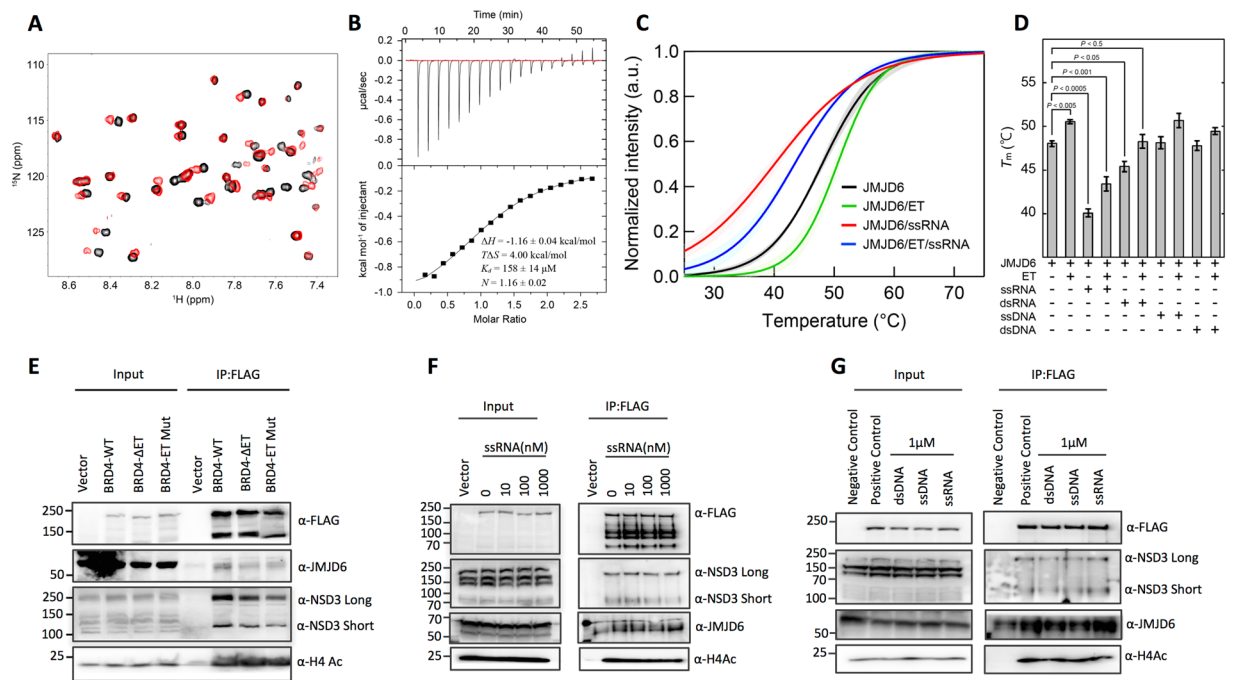 A
110
115
120
125
¹⁵N (ppm)
8.6 8.4 8.2 8.0 7.8 7.6 7.4
¹H (ppm)
B
Time (min)
0 10 20 30 40 50
0.2
0.0
-0.2
-0.4
-0.6
-0.8
-1.0
µcal/sec
0.0
-0.2
-0.4
-0.6
-0.8
kcal mol⁻¹ of injectant
ΔH = -1.16 ± 0.04 kcal/mol
TΔS = 4.00 kcal/mol
Kd = 158 ± 14 µM
N = 1.16 ± 0.02
0.0 0.5 1.0 1.5 2.0 2.5
Molar Ratio
C
Normalized intensity (a.u.)
1.0
0.8
0.6
0.4
0.2
0.0
JMJD6
JMJD6/ET
JMJD6/ssRNA
JMJD6/ET/ssRNA
30 40 50 60 70
Temperature (°C)
D
P < 0.5
P < 0.05
P < 0.001
P < 0.0005
P < 0.005
Tm (°C)
55
50
45
40
JMJD6 + + + + + + + + + +
ET - + - + - + - + - +
ssRNA - - + + - - - - - -
dsRNA - - - - + + - - - -
ssDNA - - - - - - + + - -
dsDNA - - - - - - - - + +
E
Input IP:FLAG
Vector BRD4-WT BRD4-ΔET BRD4-ET Mut Vector BRD4-WT BRD4-ΔET BRD4-ET Mut
250
150
α-FLAG
50
α-JMJD6
250
150
100
α-NSD3 Long
α-NSD3 Short
25
α-H4 Ac
F
Input IP:FLAG
Vector ssRNA(nM) Vector ssRNA(nM)
0 10 100 1000 0 10 100 1000
250
150
100
70
α-FLAG
250
150
100
70
α-NSD3 Long
α-NSD3 Short
70
50
α-JMJD6
25
α-H4Ac
G
Input IP:FLAG
Negative Control Positive Control 1µM Negative Control Positive Control 1µM
dsDNA ssDNA ssRNA dsDNA ssDNA ssRNA
250
α-FLAG
250
150
100
α-NSD3 Long
α-NSD3 Short
50
α-JMJD6
25
α-H4Ac